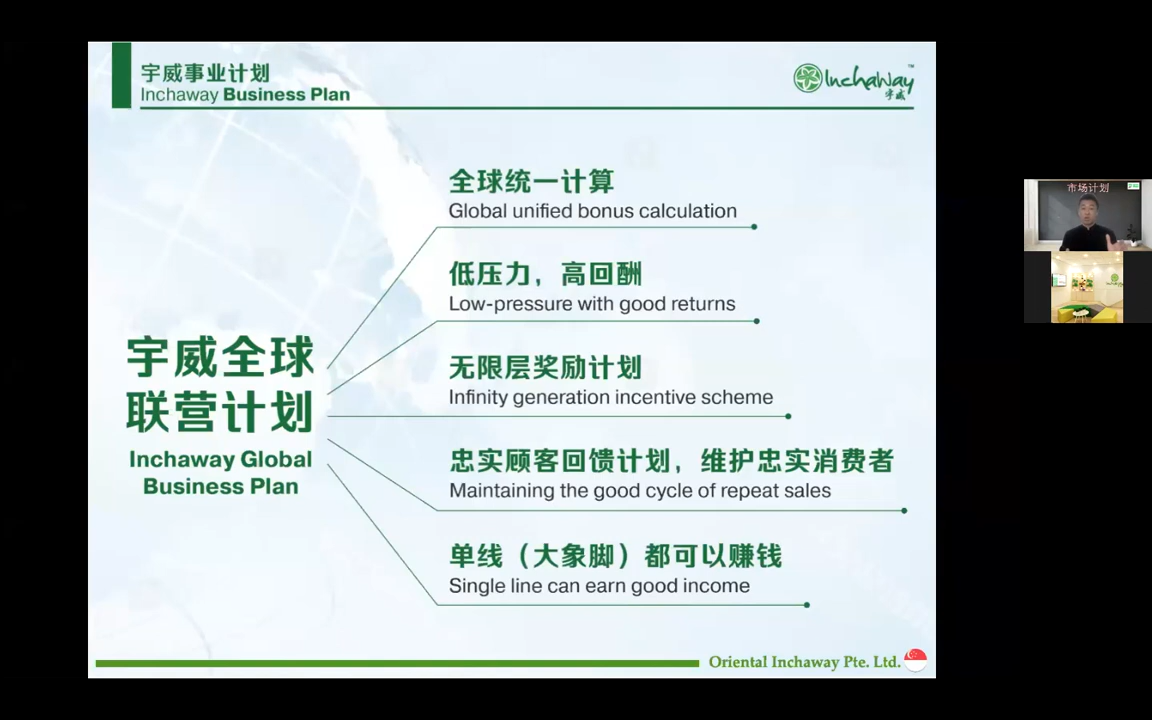 宇威事业计划
Inchaway Business Plan
Inchaway
宇威
TM
全球统一计算
Global unified bonus calculation
低压力，高回酬
Low-pressure with good returns
无限层奖励计划
Infinity generation incentive scheme
忠实顾客回馈计划，维护忠实消费者
Maintaining the good cycle of repeat sales
单线（大象脚）都可以赚钱
Single line can earn good income
宇威全球
联营计划
Inchaway Global
Business Plan
Oriental Inchaway Pte. Ltd.
市场计划